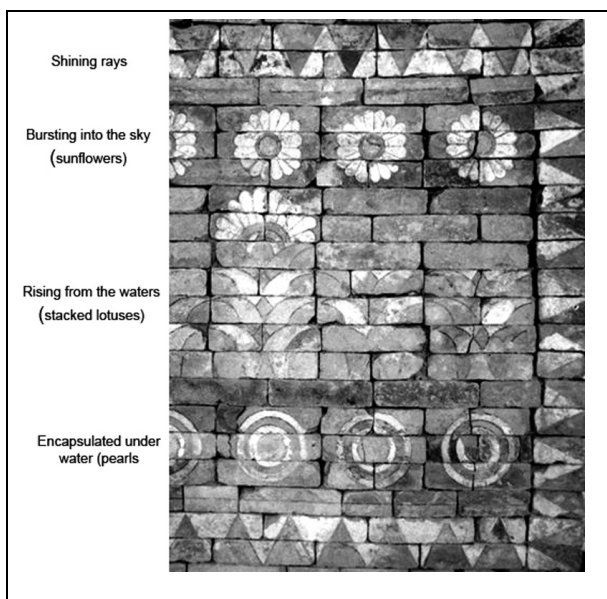 Shining rays
Bursting into the sky
(sunflowers)
Rising from the waters
(stacked lotuses)
Encapsulated under
water (pearls